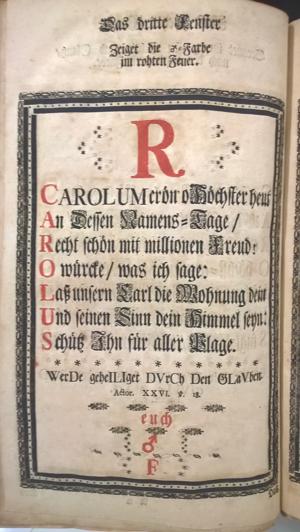 Das dritte Fenster
Zeiget die ♂-Farbe
im rohten Feuer.
R
CAROLUM crön o Höchster heut
An Dessen Namens-Tage/
Recht schön mit millionen Freud:
O würcke/ was ich sage:
Laß unsern Carl die Wohnung dein
Und seinen Sinn dein Himmel seyn:
Schütz Ihn für aller Plage.
WerDe geheILIget DVrCh Den GLaVben.
Actor. XXVI. v. 18.
euch
♂
F